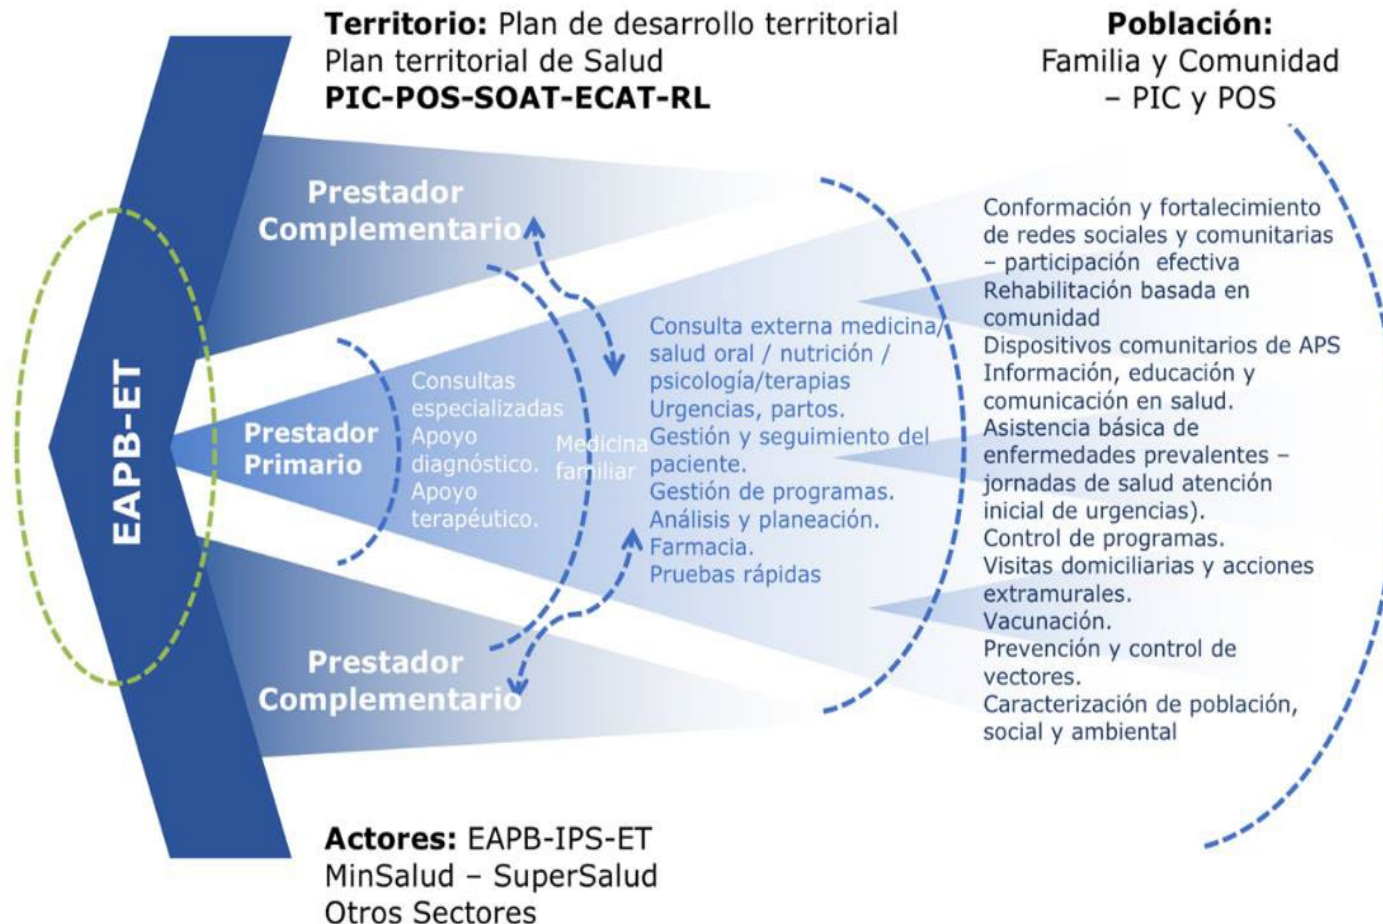 Territorio: Plan de desarrollo territorial
Plan territorial de Salud
PIC-POS-SOAT-ECAT-RL
Población:
Familia y Comunidad
– PIC y POS
EAPB-ET
Prestador
Complementario
Prestador
Primario
Consultas
especializadas
Apoyo
diagnóstico.
Apoyo
terapéutico.
Medicina
familiar
Consulta externa medicina/
salud oral / nutrición /
psicología/terapias
Urgencias, partos.
Gestión y seguimiento del
paciente.
Gestión de programas.
Análisis y planeación.
Farmacia.
Pruebas rápidas
Conformación y fortalecimiento
de redes sociales y comunitarias
– participación efectiva
Rehabilitación basada en
comunidad
Dispositivos comunitarios de APS
Información, educación y
comunicación en salud.
Asistencia básica de
enfermedades prevalentes –
jornadas de salud atención
inicial de urgencias).
Control de programas.
Visitas domiciliarias y acciones
extramurales.
Vacunación.
Prevención y control de
vectores.
Caracterización de población,
social y ambiental
Prestador
Complementario
Actores: EAPB-IPS-ET
MinSalud – SuperSalud
Otros Sectores